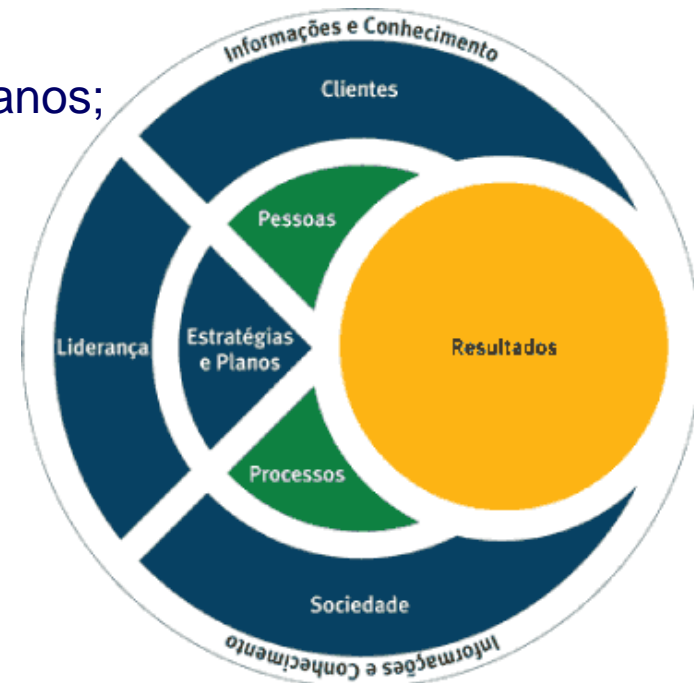 Informações e Conhecimento
anos;
Clientes
Pessoas
Liderança
Estratégias
e Planos
Resultados
Processos
Sociedade
Informações e Conhecimento